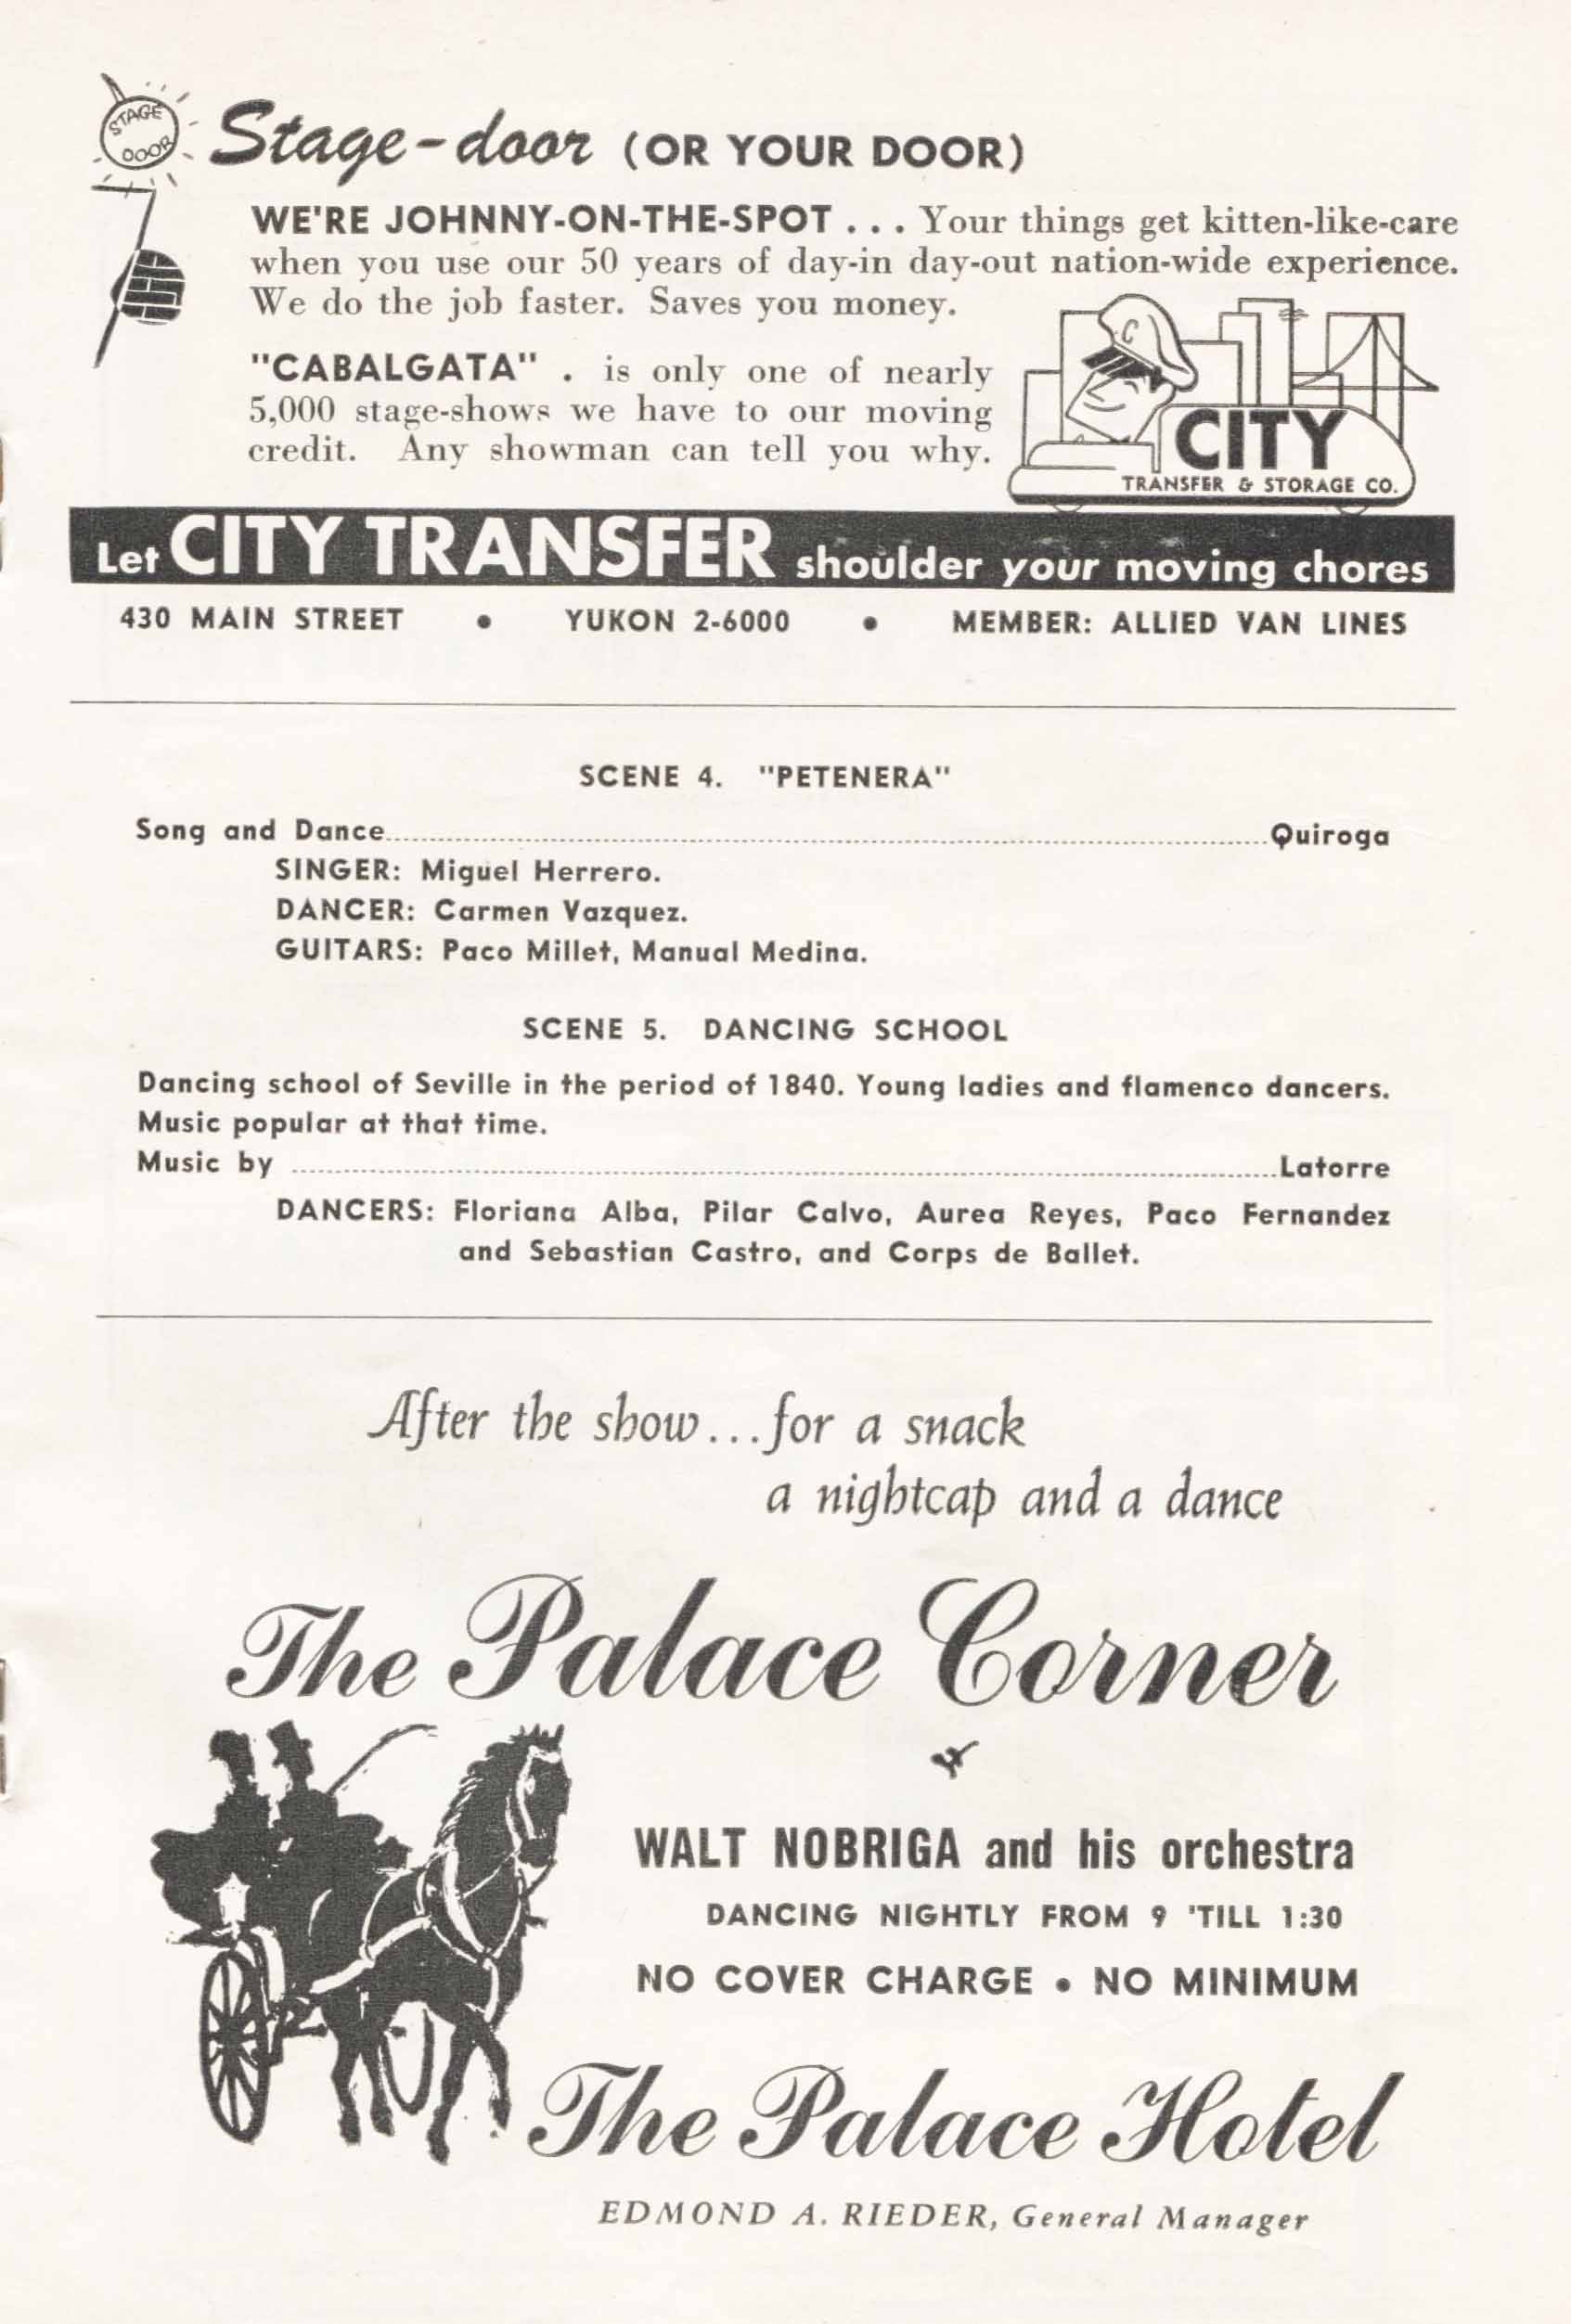 STAGE
DOOR
Stage-door (OR YOUR DOOR)
WE'RE JOHNNY-ON-THE-SPOT . . . Your things get kitten-like-care
when you use our 50 years of day-in day-out nation-wide experience.
We do the job faster. Saves you money.
"CABALGATA" . is only one of nearly
5,000 stage-shows we have to our moving
credit. Any showman can tell you why.
C
CITY
TRANSFER & STORAGE CO.
Let CITY TRANSFER shoulder your moving chores
430 MAIN STREET • YUKON 2-6000 • MEMBER: ALLIED VAN LINES
SCENE 4. "PETENERA"
Song and Dance........Quiroga
SINGER: Miguel Herrero.
DANCER: Carmen Vazquez.
GUITARS: Paco Millet, Manual Medina.
SCENE 5. DANCING SCHOOL
Dancing school of Seville in the period of 1840. Young ladies and flamenco dancers.
Music popular at that time.
Music by ........Latorre
DANCERS: Floriana Alba, Pilar Calvo, Aurea Reyes, Paco Fernandez
and Sebastian Castro, and Corps de Ballet.
After the show...for a snack
a nightcap and a dance
The Palace Corner
WALT NOBRIGA and his orchestra
DANCING NIGHTLY FROM 9 'TILL 1:30
NO COVER CHARGE • NO MINIMUM
The Palace Hotel
EDMOND A. RIEDER, General Manager